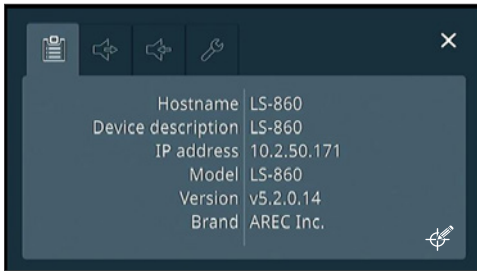 Hostname LS-860
Device description LS-860
IP address 10.2.50.171
Model LS-860
Version v5.2.0.14
Brand AREC Inc.